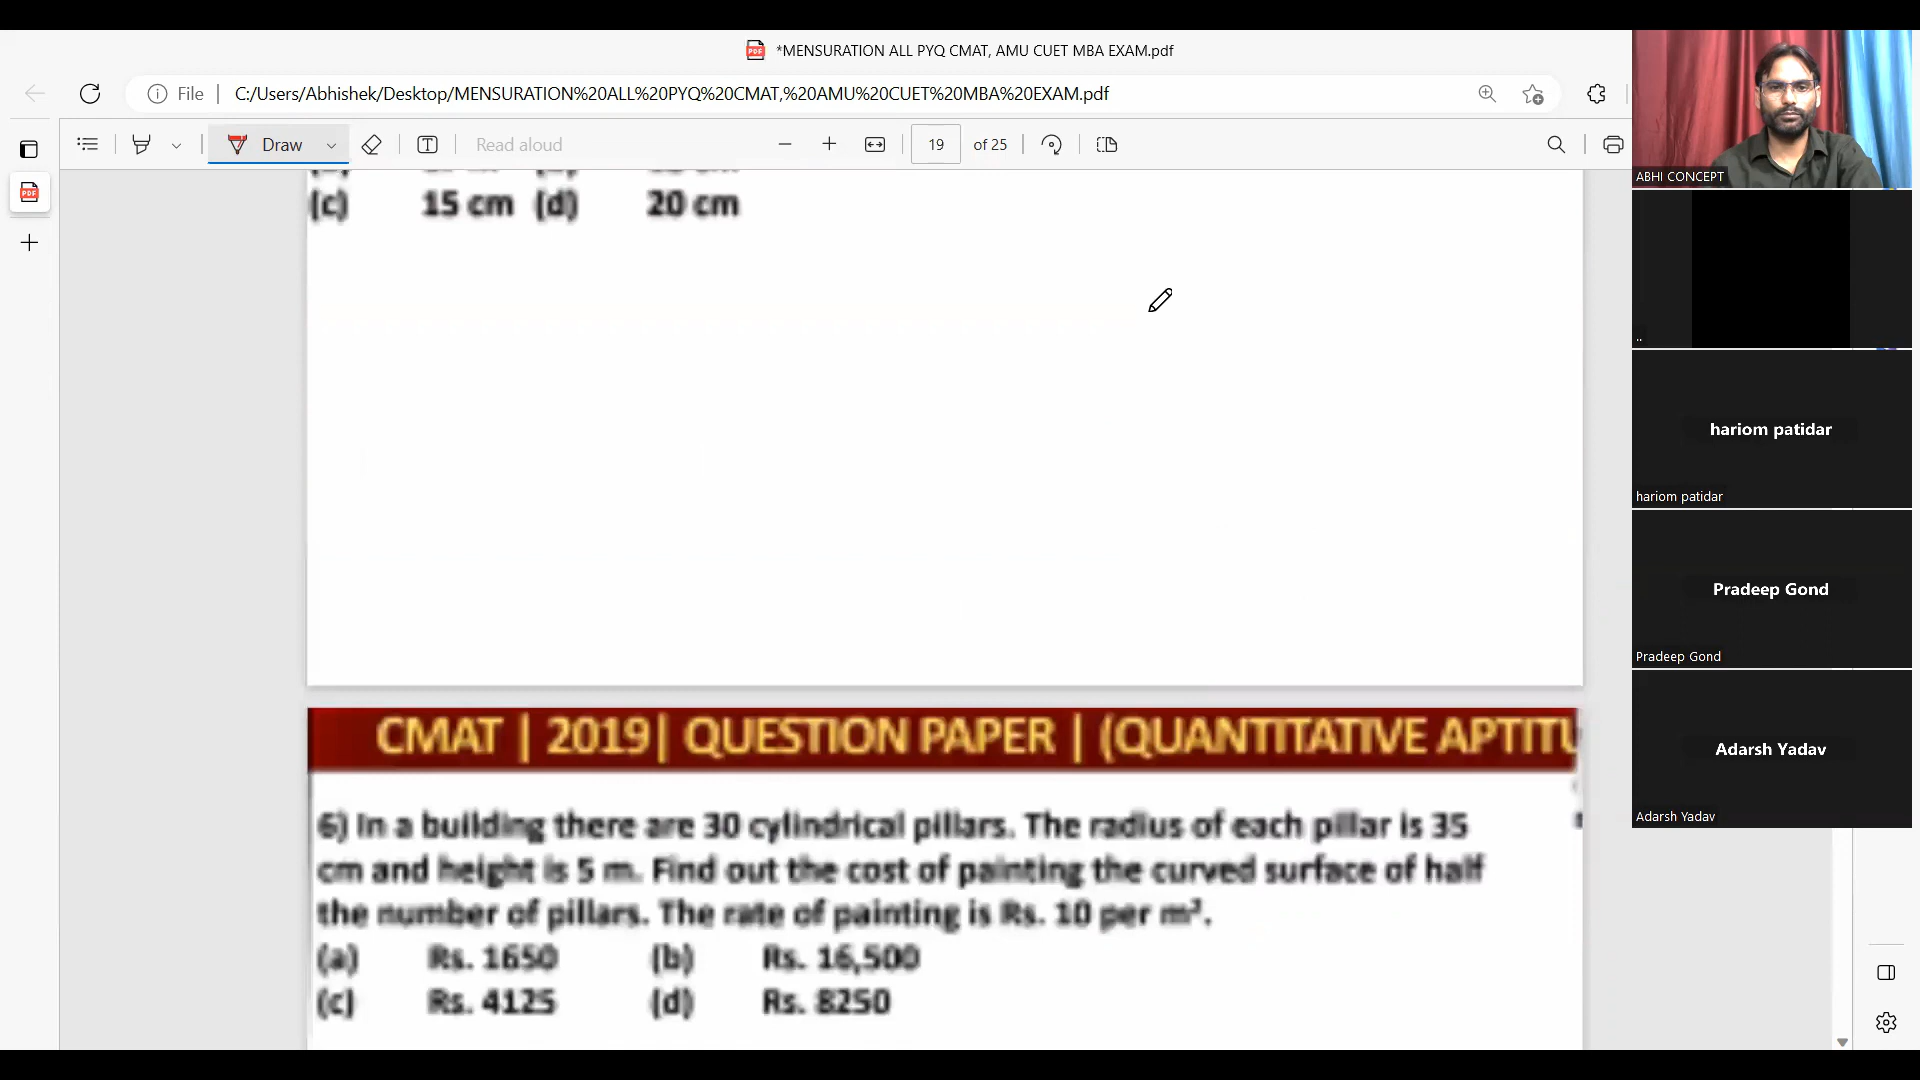 *MENSURATION ALL PYQ CMAT, AMU CUET MBA EXAM.pdf
File
C:/Users/Abhishek/Desktop/MENSURATION%20ALL%20PYQ%20CMAT,%20AMU%20CUET%20MBA%20EXAM.pdf
Draw
Read aloud
19 of 25
(c) 15 cm (d) 20 cm
CMAT | 2019| QUESTION PAPER | (QUANTITATIVE APTITU
6) In a building there are 30 cylindrical pillars. The radius of each pillar is 35
cm and height is 5 m. Find out the cost of painting the curved surface of half
the number of pillars. The rate of painting is Rs. 10 per m².
(a) Rs. 1650 (b) Rs. 16,500
(c) Rs. 4125 (d) Rs. 8250
ABHI CONCEPT
..
hariom patidar
hariom patidar
Pradeep Gond
Pradeep Gond
Adarsh Yadav
Adarsh Yadav